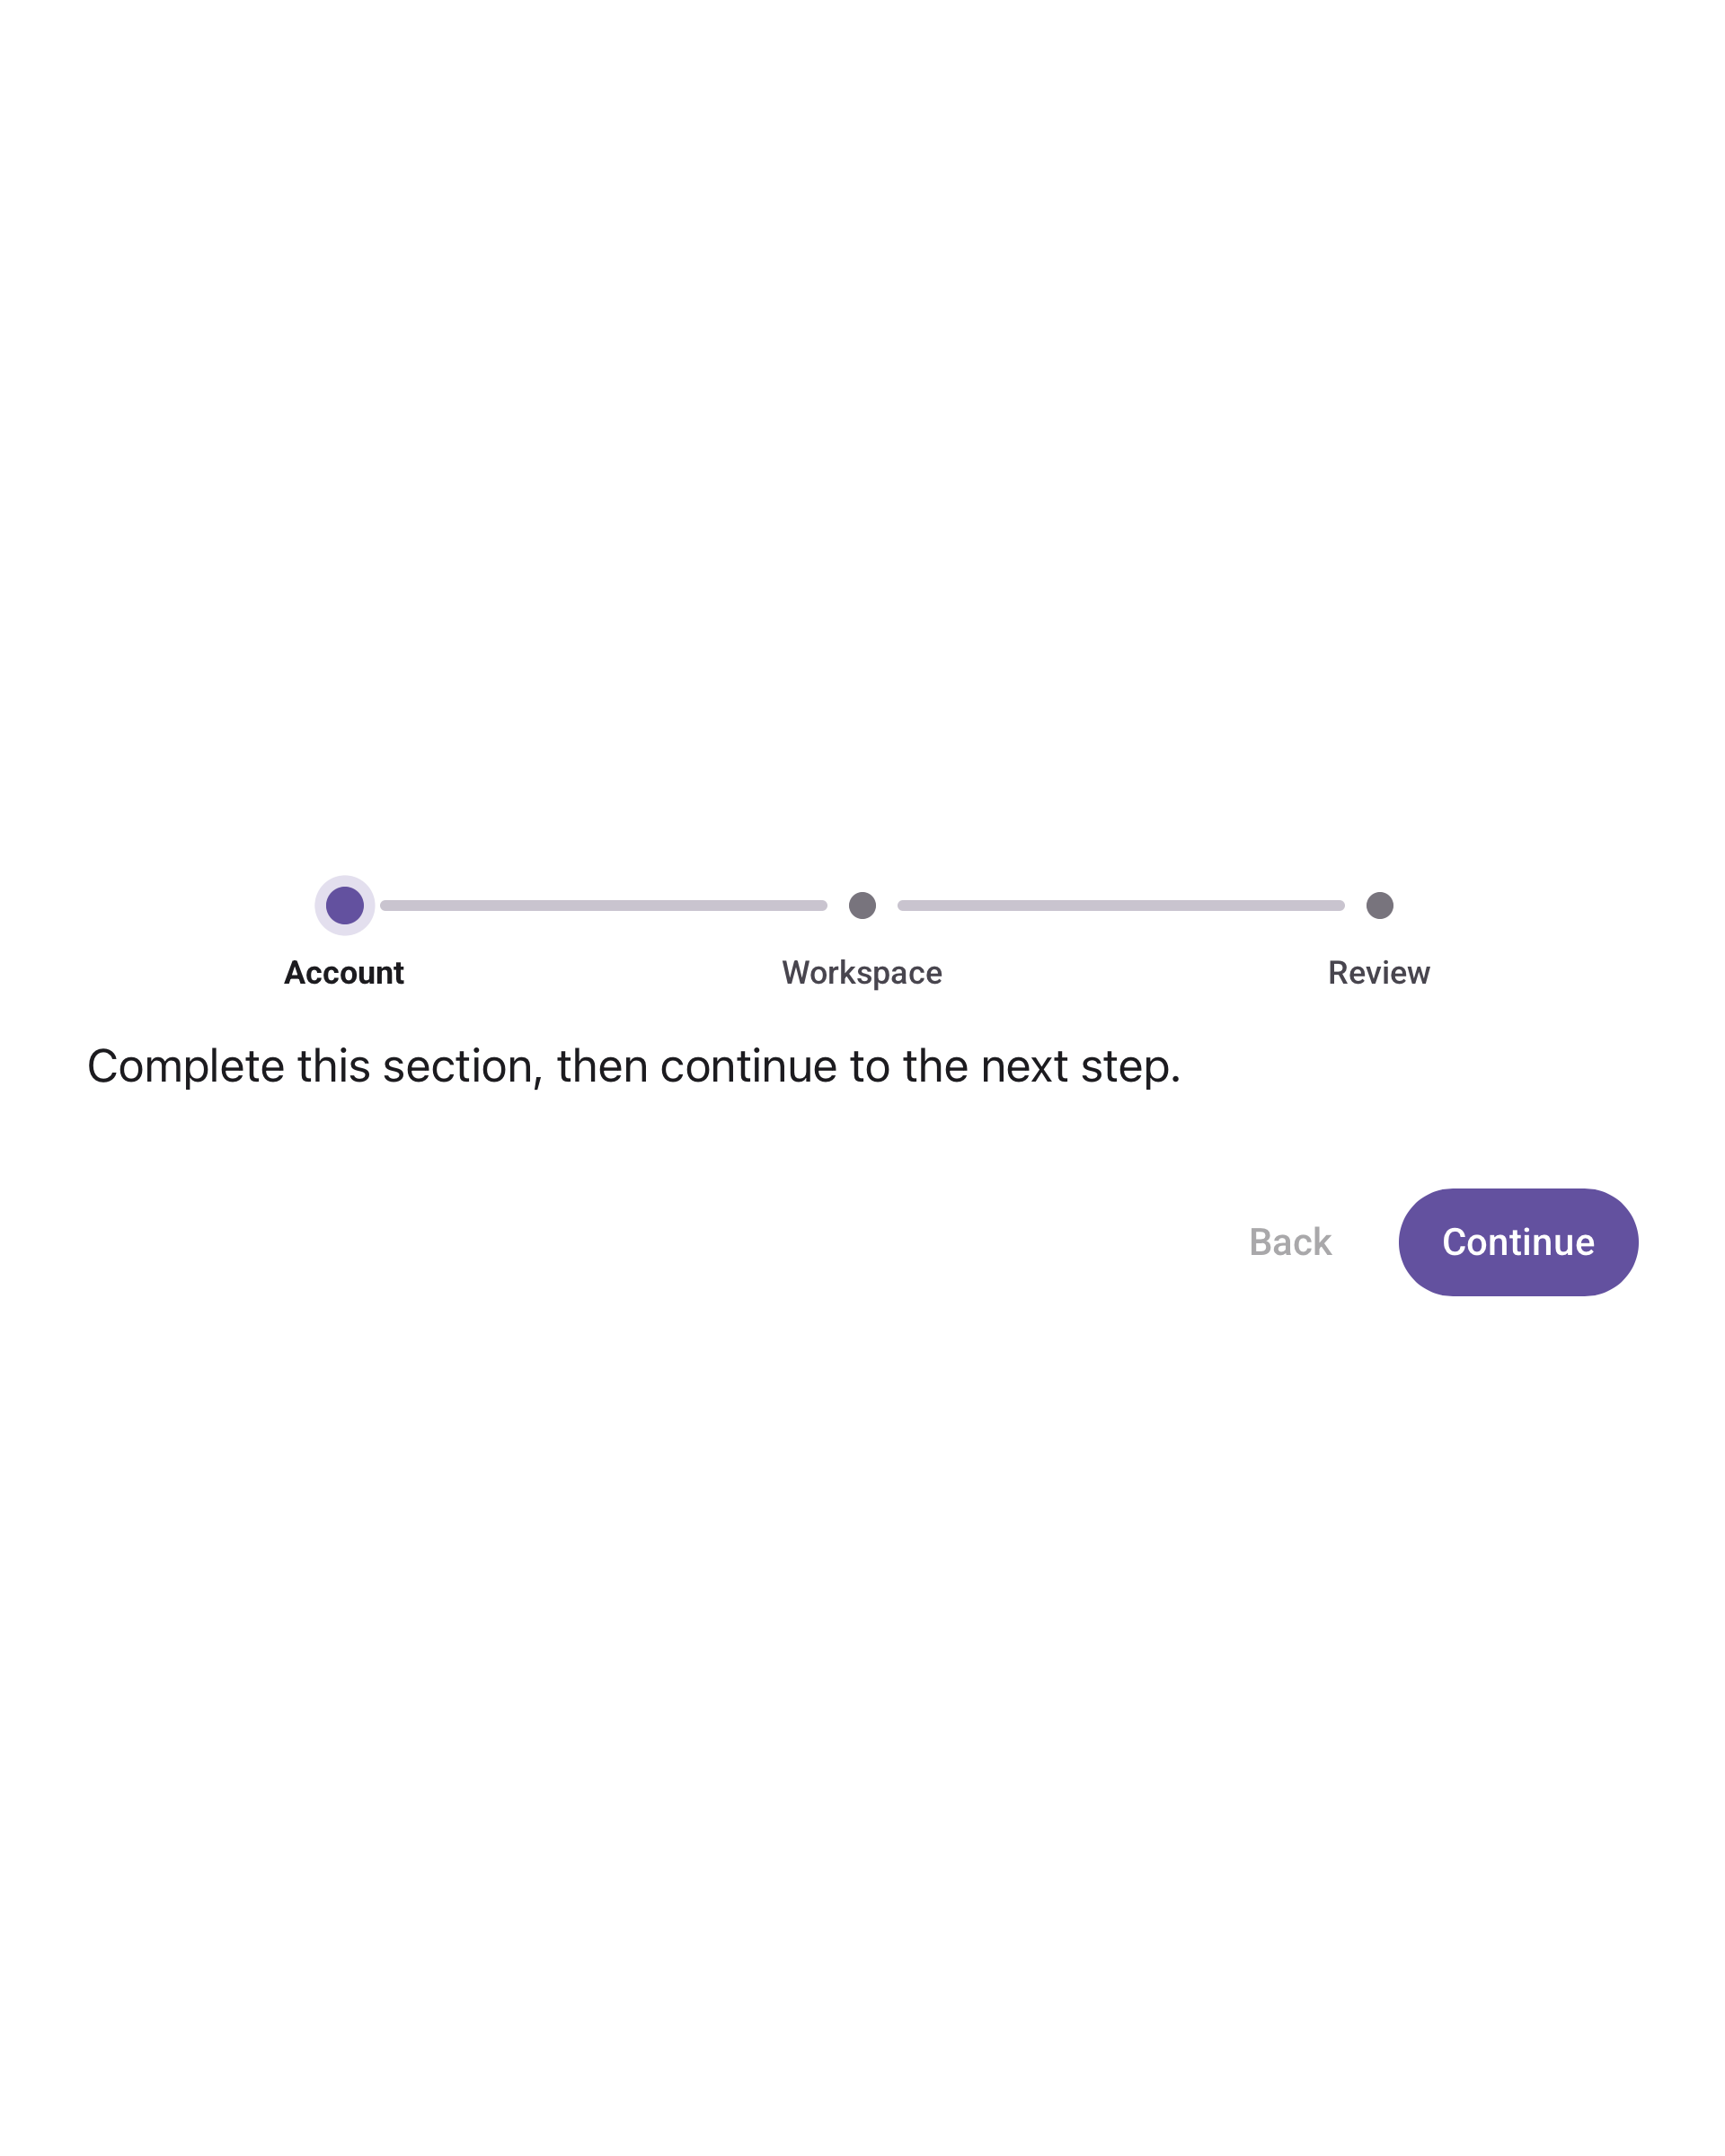 Account
Workspace
Review
Complete this section, then continue to the next step.
Back
Continue